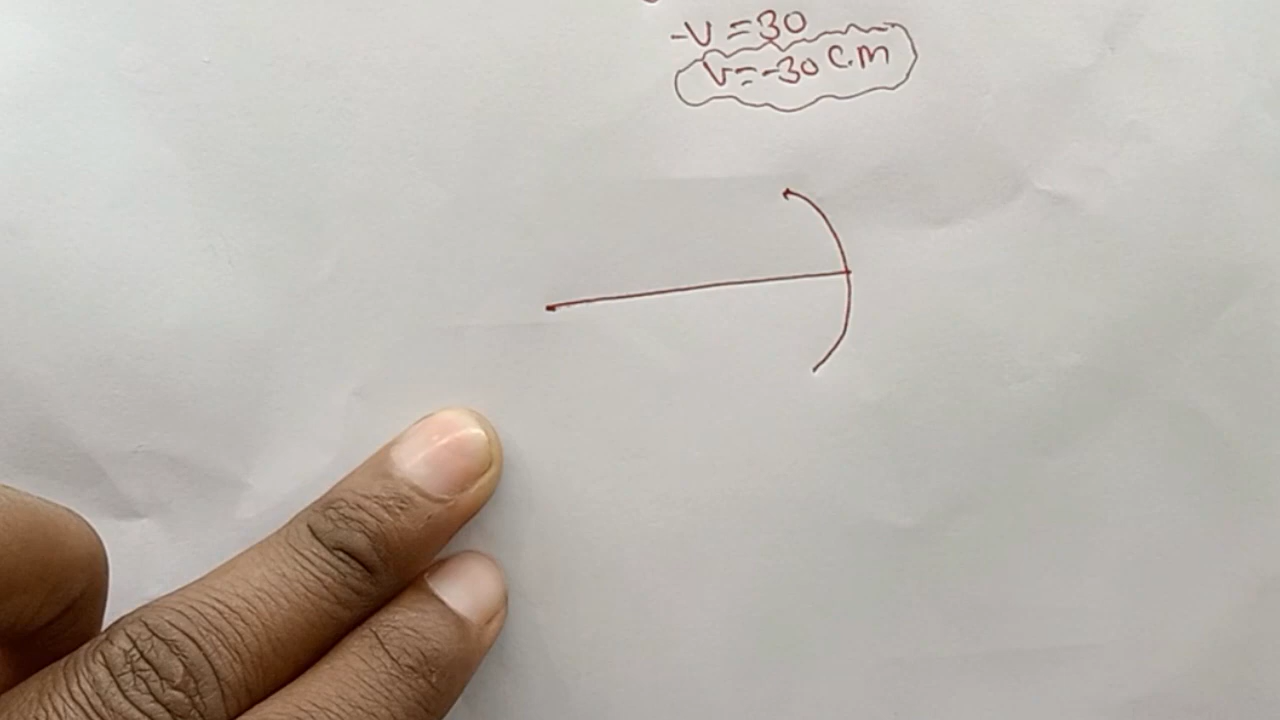 -V = 30
V = -30 C.M